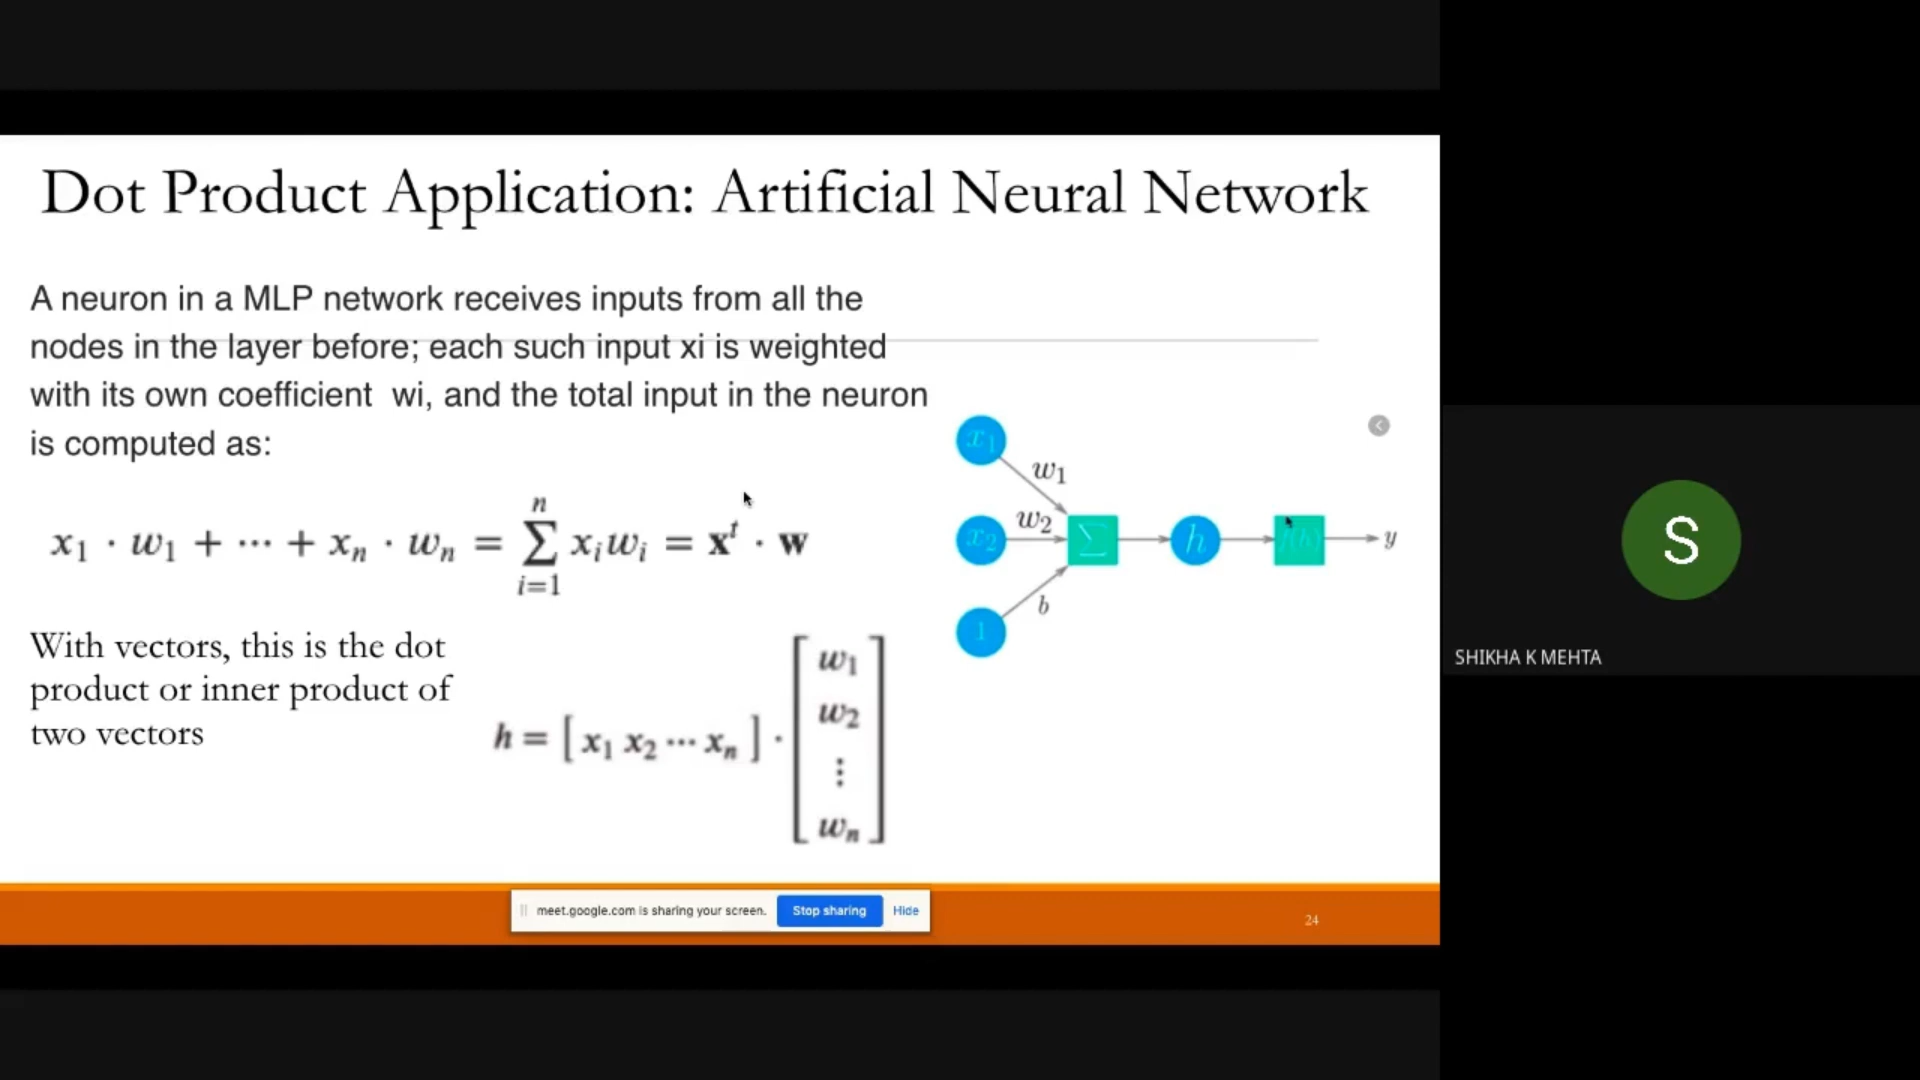 Dot Product Application: Artificial Neural Network
A neuron in a MLP network receives inputs from all the
nodes in the layer before; each such input xi is weighted
with its own coefficient  wi, and the total input in the neuron
is computed as:
x₁ · w₁ + ··· + xₙ · wₙ = ∑ᵢ₌₁ⁿ xᵢwᵢ = xᵗ · w
With vectors, this is the dot
product or inner product of
two vectors
h = [ x₁ x₂ ··· xₙ ] ·
w₁
w₂
⋮
wₙ
x₁
w₁
x₂
w₂
∑
h
f(h)
y
b
1
meet.google.com is sharing your screen.
Stop sharing
Hide
24
S
SHIKHA K MEHTA